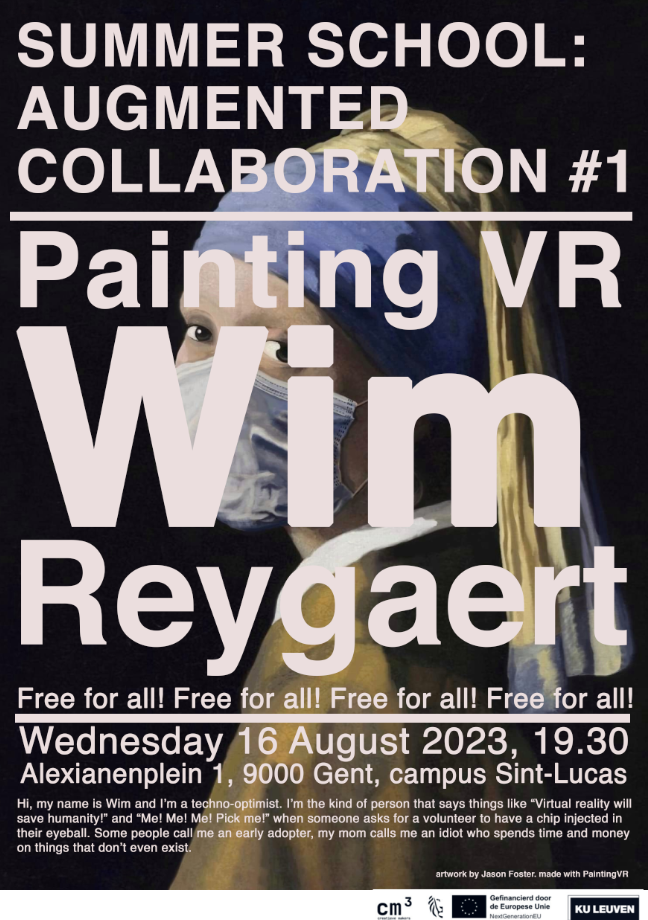 SUMMER SCHOOL:
AUGMENTED
COLLABORATION #1
Painting VR
Wim
Reygaert
Free for all! Free for all! Free for all! Free for all!
Wednesday 16 August 2023, 19.30
Alexianenplein 1, 9000 Gent, campus Sint-Lucas
Hi, my name is Wim and I'm a techno-optimist. I'm the kind of person that says things like “Virtual reality will
save humanity!” and “Me! Me! Me! Pick me!” when someone asks for a volunteer to have a chip injected in
their eyeball. Some people call me an early adopter, my mom calls me an idiot who spends time and money
on things that don't even exist.
artwork by Jason Foster. made with PaintingVR
cm³
creative makers
Gefinancierd door
de Europese Unie
NextGenerationEU
KU LEUVEN